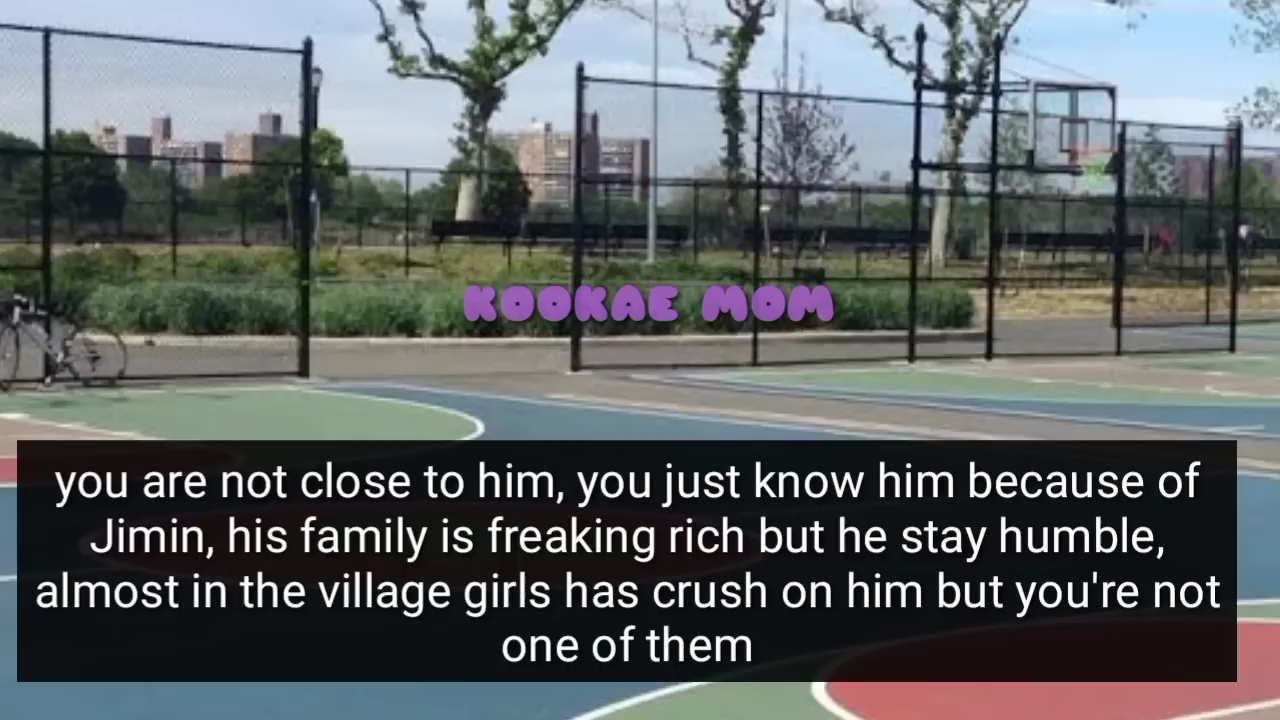 KOOKAE MOM
you are not close to him, you just know him because of
Jimin, his family is freaking rich but he stay humble,
almost in the village girls has crush on him but you're not
one of them